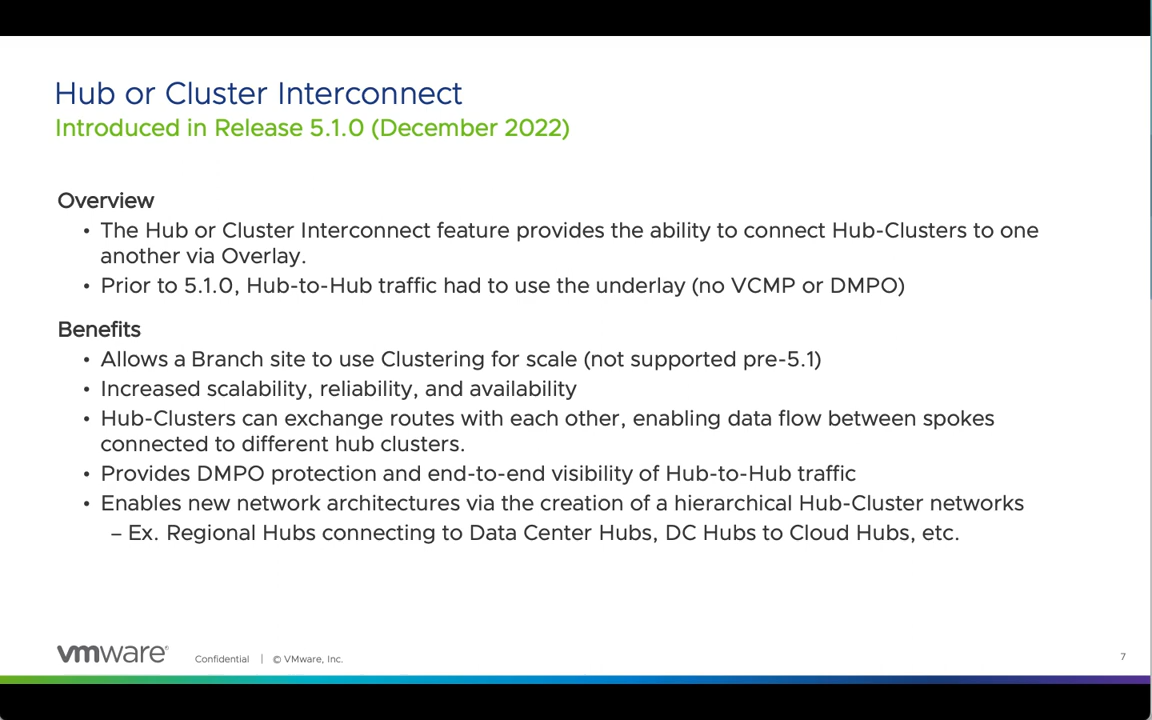 Hub or Cluster Interconnect
Introduced in Release 5.1.0 (December 2022)
Overview
• The Hub or Cluster Interconnect feature provides the ability to connect Hub-Clusters to one
another via Overlay.
• Prior to 5.1.0, Hub-to-Hub traffic had to use the underlay (no VCMP or DMPO)
Benefits
• Allows a Branch site to use Clustering for scale (not supported pre-5.1)
• Increased scalability, reliability, and availability
• Hub-Clusters can exchange routes with each other, enabling data flow between spokes
connected to different hub clusters.
• Provides DMPO protection and end-to-end visibility of Hub-to-Hub traffic
• Enables new network architectures via the creation of a hierarchical Hub-Cluster networks
– Ex. Regional Hubs connecting to Data Center Hubs, DC Hubs to Cloud Hubs, etc.
vmware® Confidential | © VMware, Inc. 7